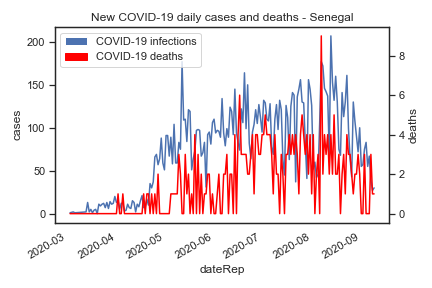 New COVID-19 daily cases and deaths - Senegal
COVID-19 infections
COVID-19 deaths
200
150
100
50
0
cases
8
6
4
2
0
deaths
2020-03
2020-04
2020-05
2020-06
2020-07
2020-08
2020-09
dateRep